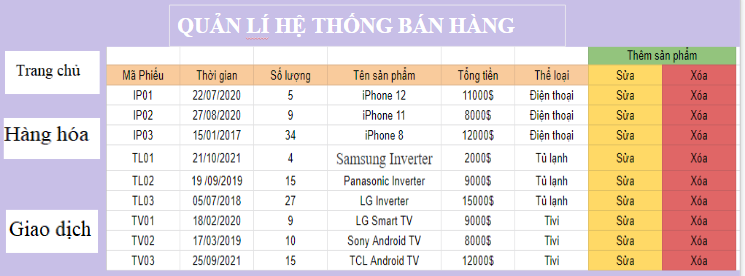 QUẢN LÍ HỆ THỐNG BÁN HÀNG
Trang chủ
Hàng hóa
Giao dịch
Thêm sản phẩm
Mã Phiếu Thời gian Số lượng Tên sản phẩm Tổng tiền Thể loại Sửa Xóa
IP01 22/07/2020 5 iPhone 12 11000$ Điện thoại Sửa Xóa
IP02 27/08/2020 9 iPhone 11 8000$ Điện thoại Sửa Xóa
IP03 15/01/2017 34 iPhone 8 12000$ Điện thoại Sửa Xóa
TL01 21/10/2021 4 Samsung Inverter 2000$ Tủ lạnh Sửa Xóa
TL02 19 /09/2019 15 Panasonic Inverter 9000$ Tủ lạnh Sửa Xóa
TL03 05/07/2018 27 LG Inverter 15000$ Tủ lạnh Sửa Xóa
TV01 18/02/2020 9 LG Smart TV 9000$ Tivi Sửa Xóa
TV02 17/03/2019 10 Sony Android TV 8000$ Tivi Sửa Xóa
TV03 25/09/2021 15 TCL Android TV 12000$ Tivi Sửa Xóa